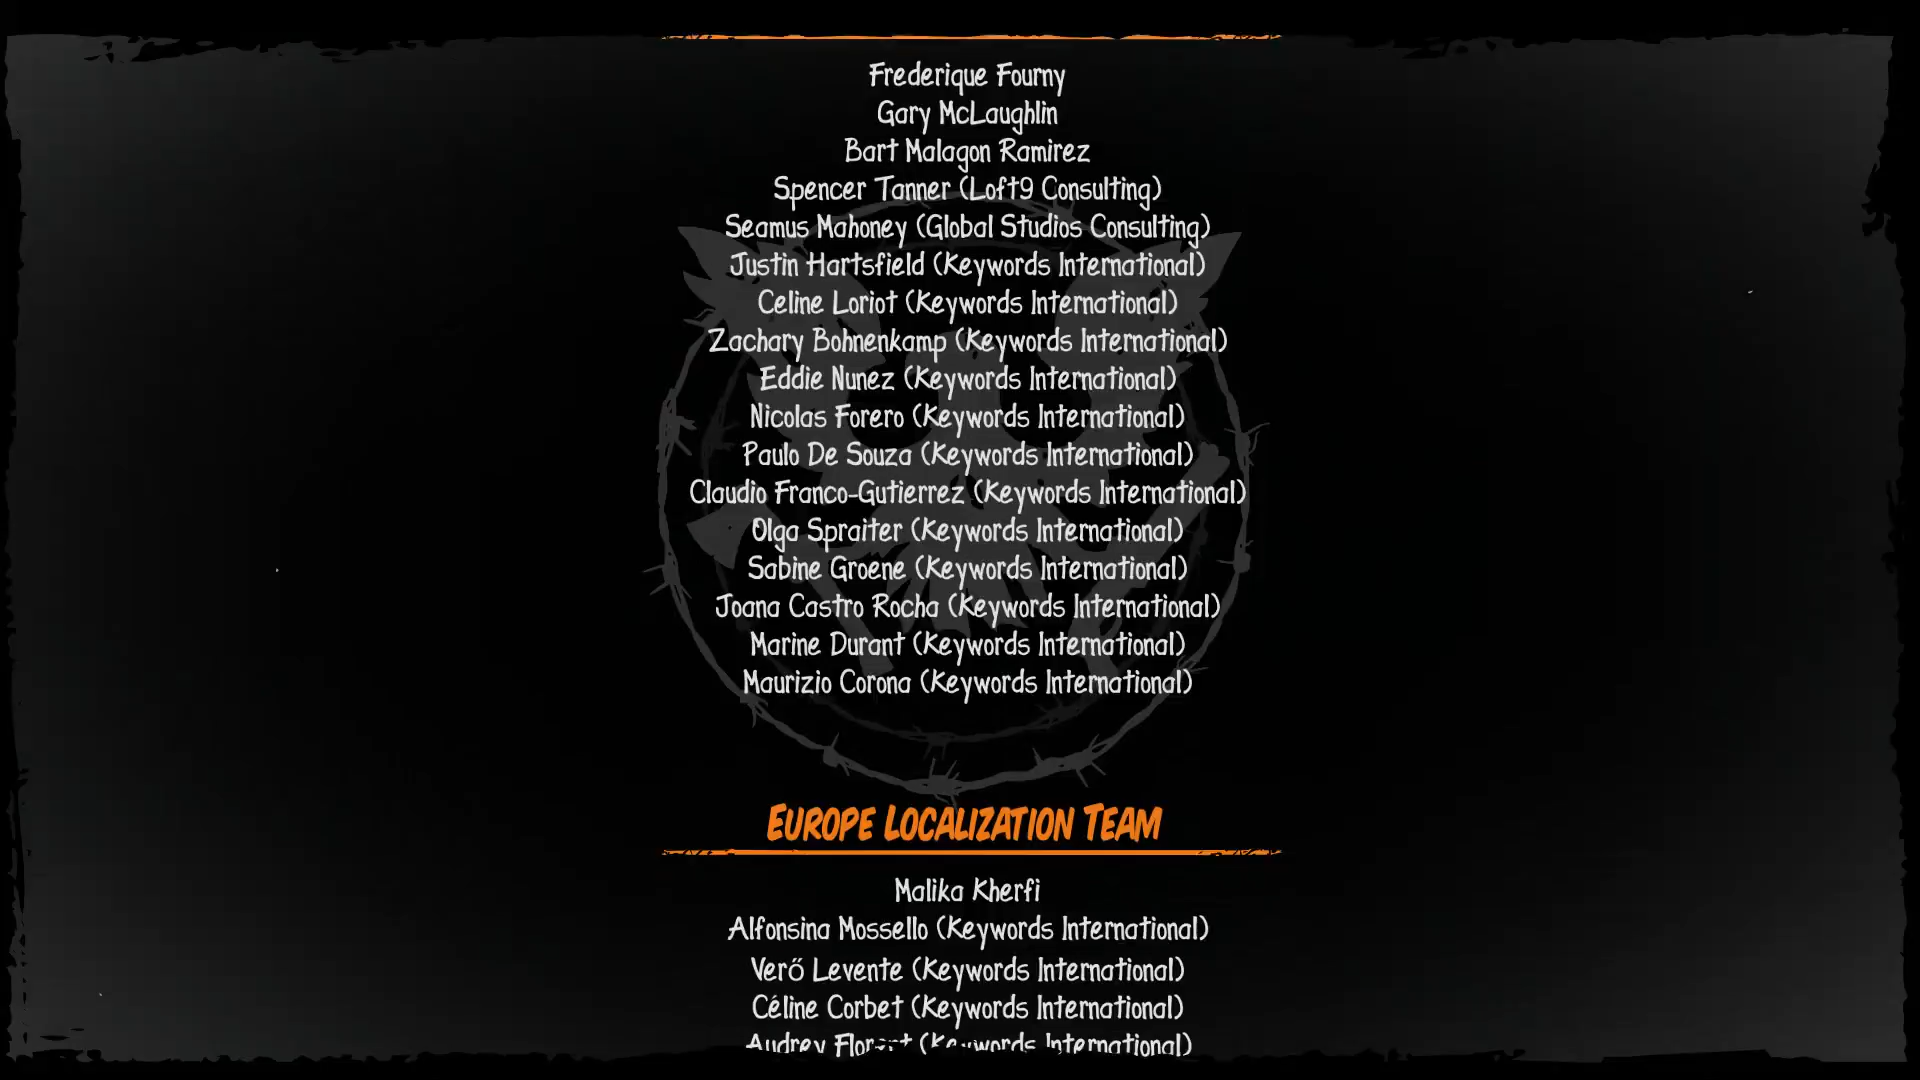 Frederique Fourny
Gary McLaughlin
Bart Malagon Ramirez
Spencer Tanner (Loft9 Consulting)
Seamus Mahoney (Global Studios Consulting)
Justin Hartsfield (Keywords International)
Celine Loriot (Keywords International)
Zachary Bohnenkamp (Keywords International)
Eddie Nunez (Keywords International)
Nicolas Forero (Keywords International)
Paulo De Souza (Keywords International)
Claudio Franco-Gutierrez (Keywords International)
Olga Spraiter (Keywords International)
Sabine Groene (Keywords International)
Joana Castro Rocha (Keywords International)
Marine Durant (Keywords International)
Maurizio Corona (Keywords International)
Europe Localization Team
Malika Kherfi
Alfonsina Mossello (Keywords International)
Verő Levente (Keywords International)
Céline Corbet (Keywords International)
Audrey (Keywords International)